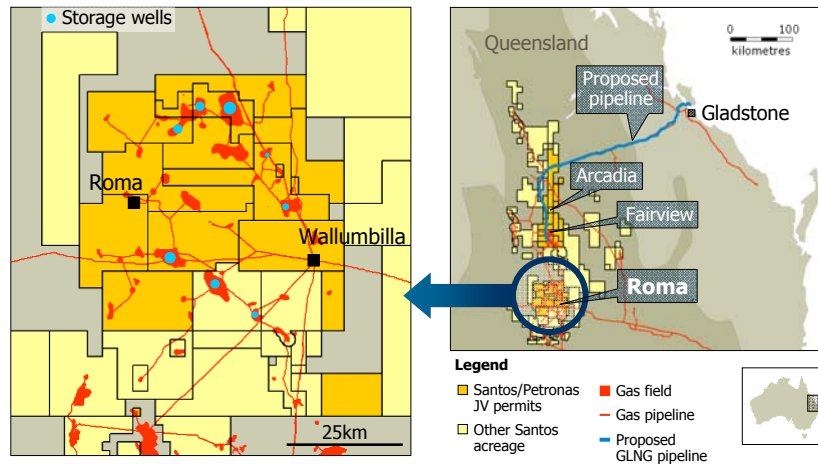 Storage wells
Roma
Wallumbilla
25km
Queensland
0 100
kilometres
Proposed
pipeline
Gladstone
Arcadia
Fairview
Roma
Legend
Santos/Petronas
JV permits
Other Santos
acreage
Gas field
Gas pipeline
Proposed
GLNG pipeline